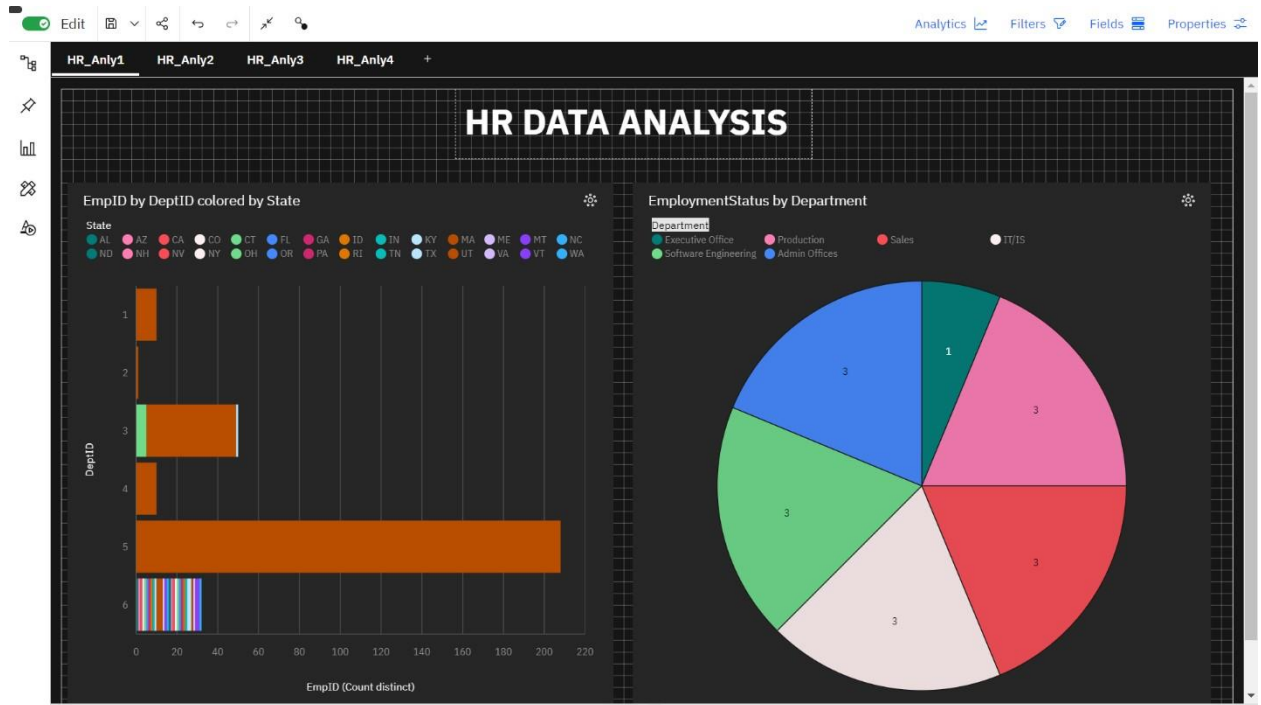 Edit
Analytics Filters Fields Properties
HR_Anly1 HR_Anly2 HR_Anly3 HR_Anly4 +
HR DATA ANALYSIS
EmpID by DeptID colored by State
State
AL AZ CA CO CT FL GA ID IN KY MA ME MT NC
ND NH NV NY OH OR PA RI TN TX UT VA VT WA
DeptID
1
2
3
4
5
6
0 20 40 60 80 100 120 140 160 180 200 220
EmpID (Count distinct)
EmploymentStatus by Department
Department
Executive Office Production Sales IT/IS
Software Engineering Admin Offices
1
3
3
3
3
3